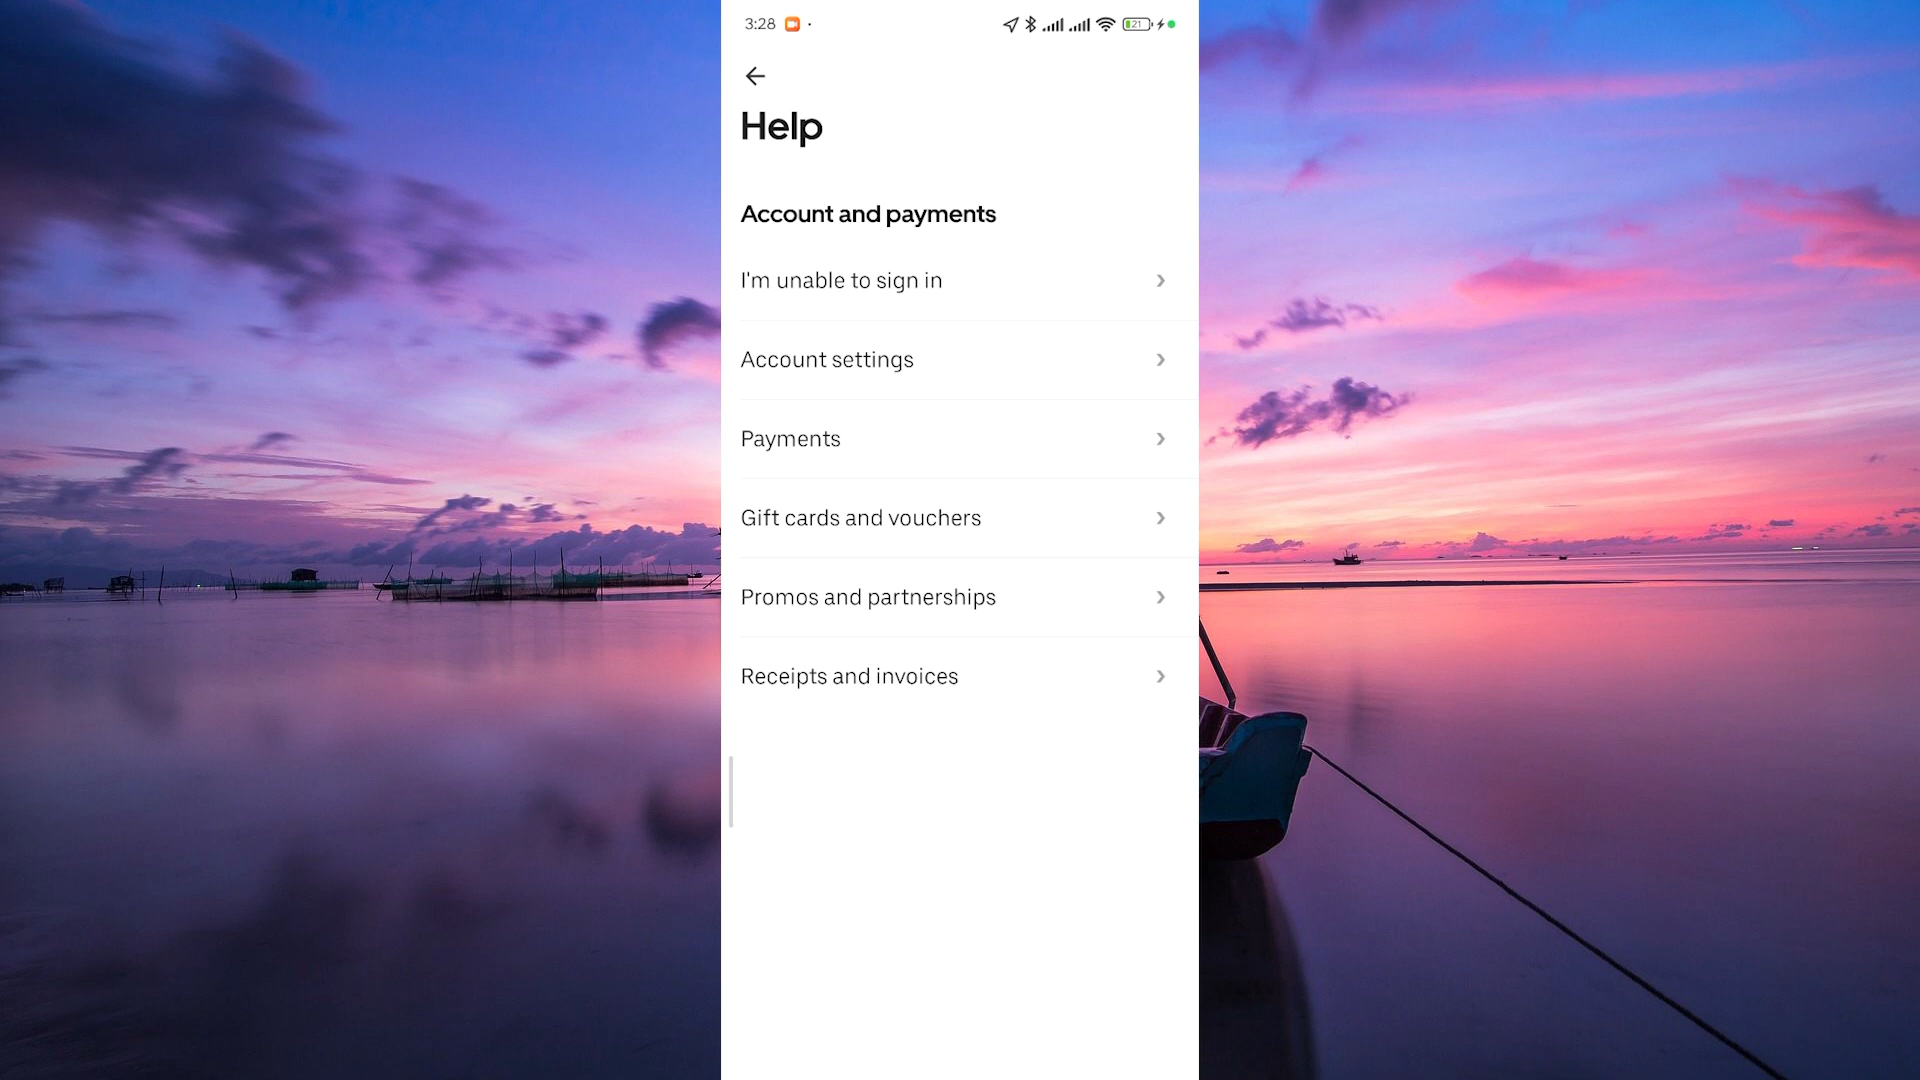 3:28
21
Help
Account and payments
I'm unable to sign in
Account settings
Payments
Gift cards and vouchers
Promos and partnerships
Receipts and invoices